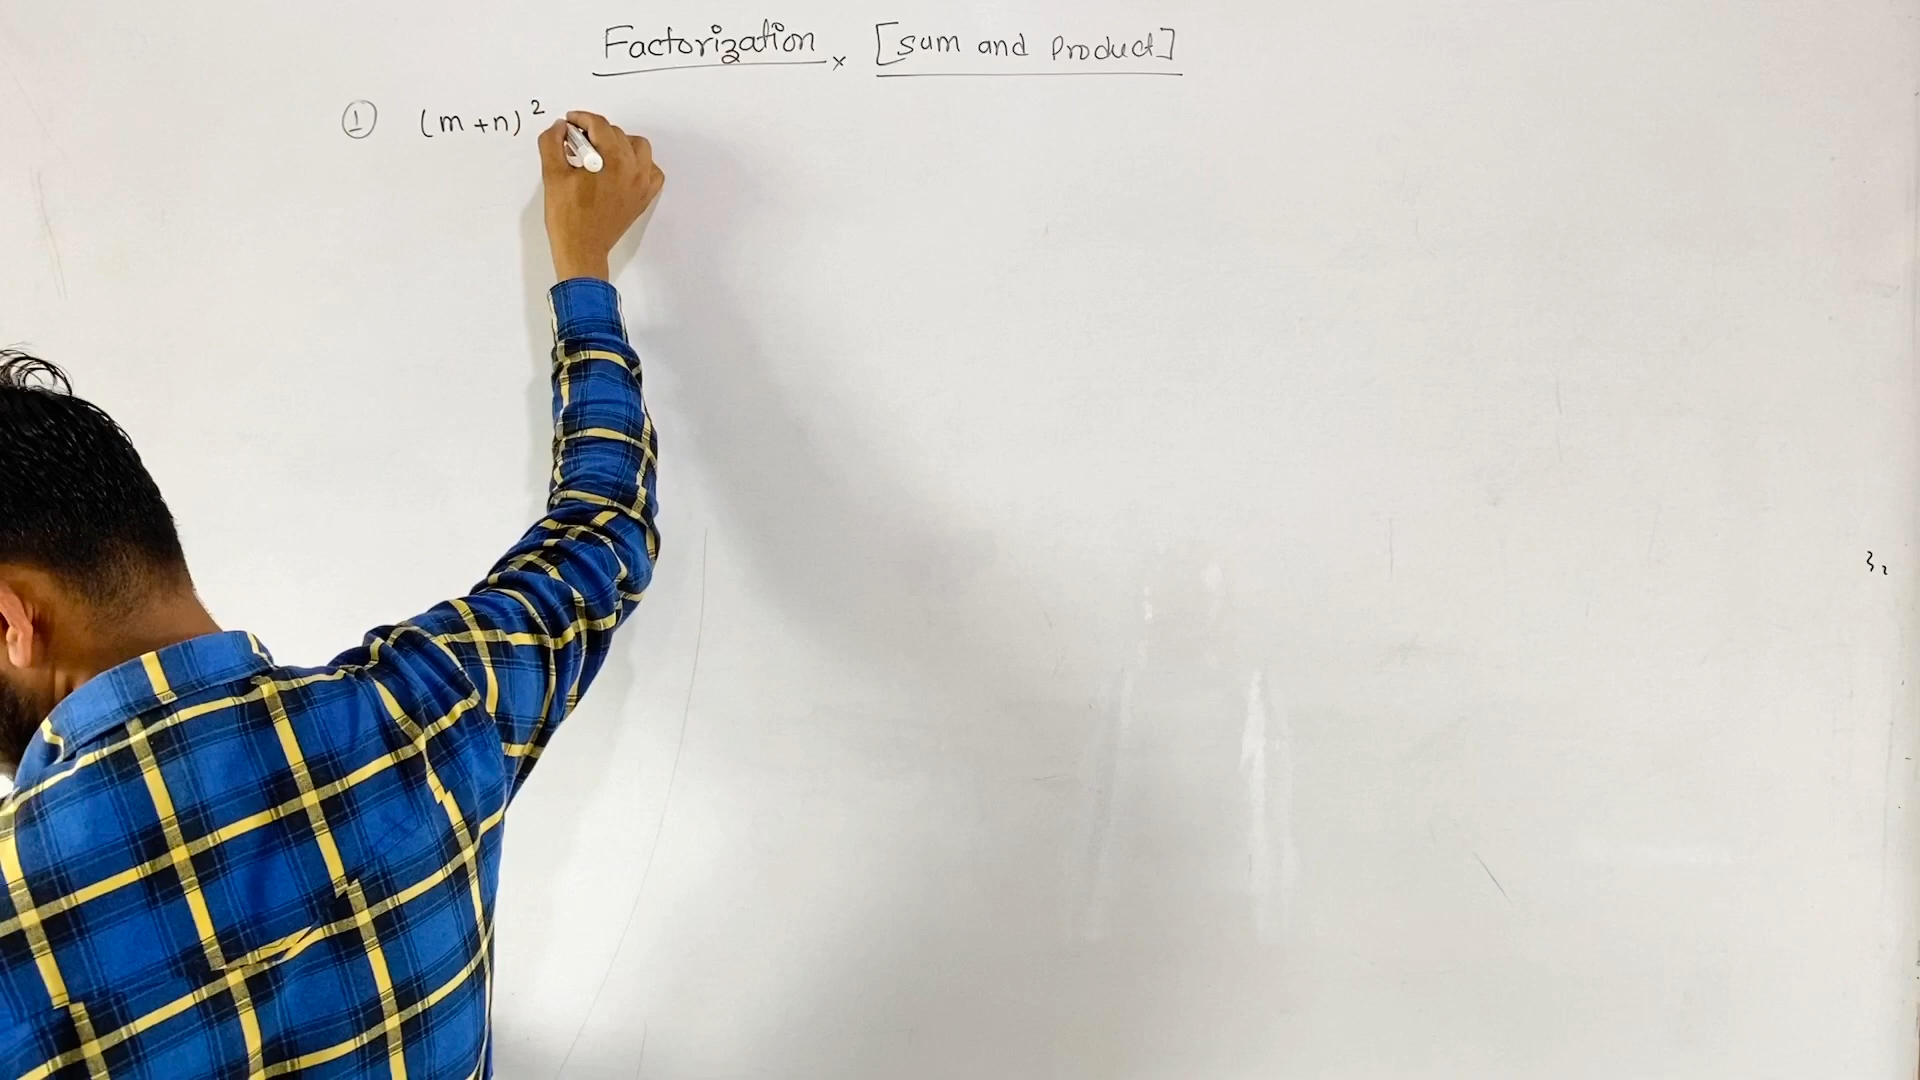 Factorization × [sum and Product]
① (m+n)²